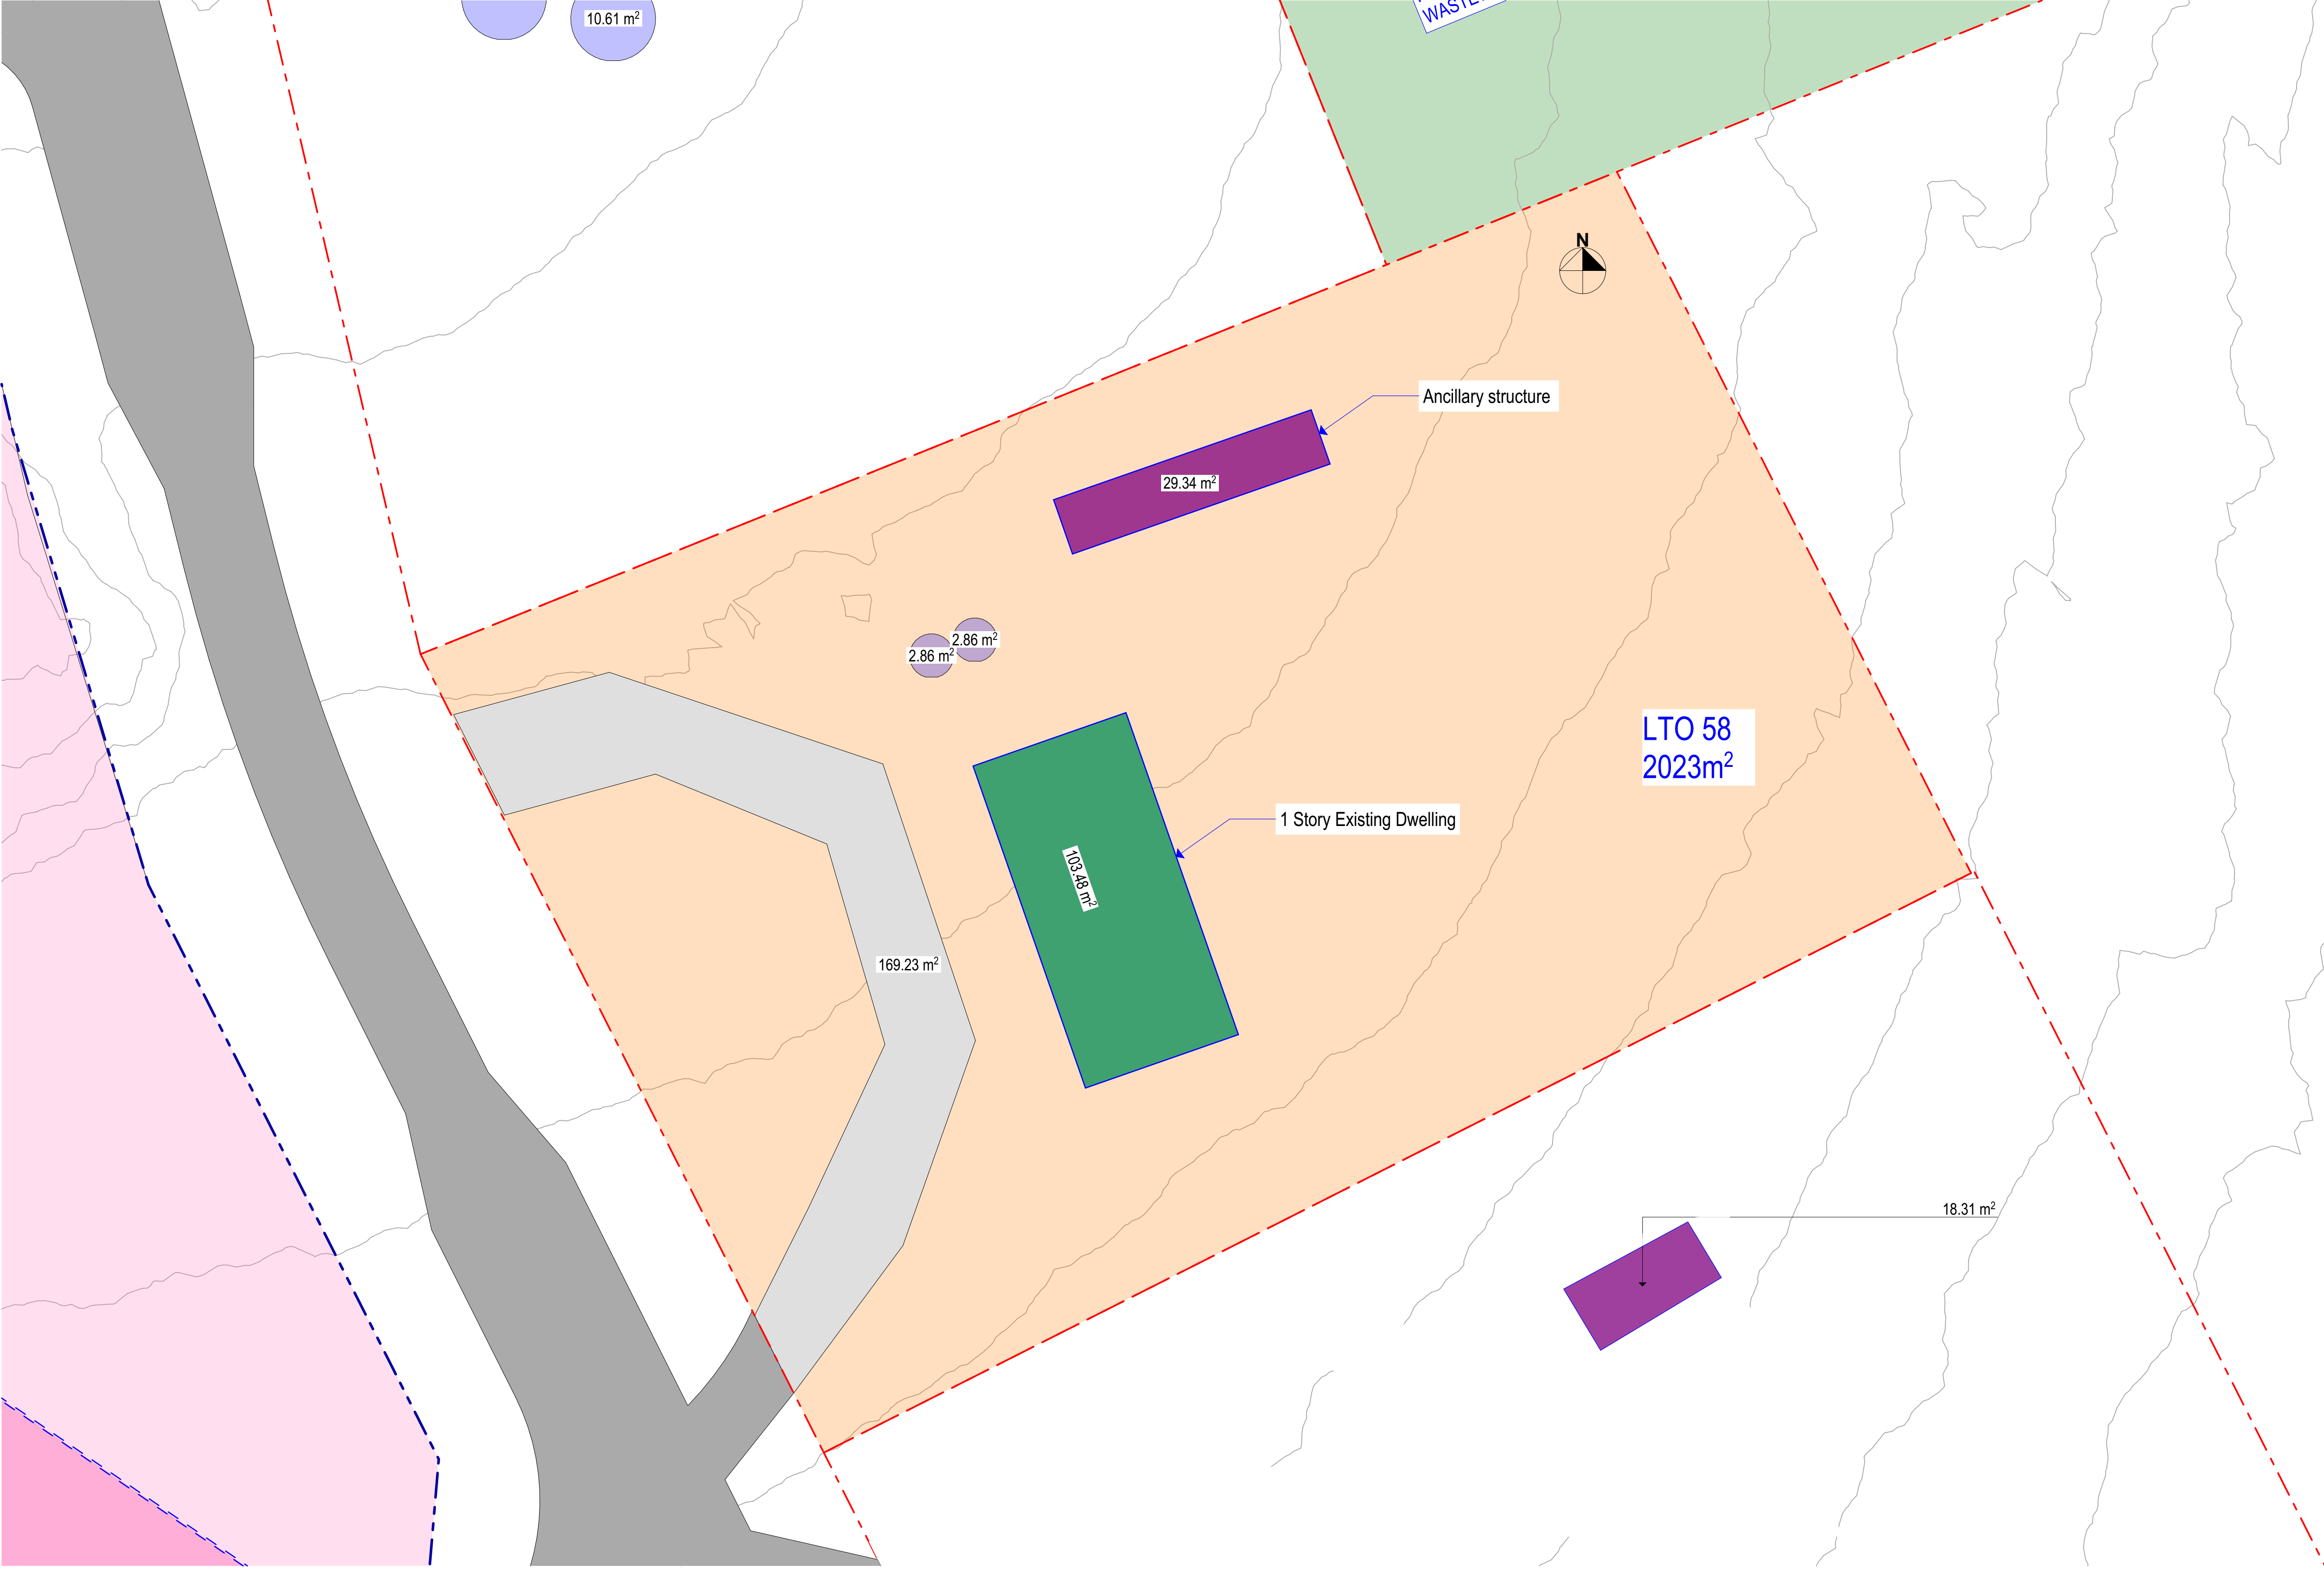 10.61 m²
WASTE
N
Ancillary structure
29.34 m²
2.86 m²
2.86 m²
LTO 58
2023m²
1 Story Existing Dwelling
103.48 m²
169.23 m²
18.31 m²